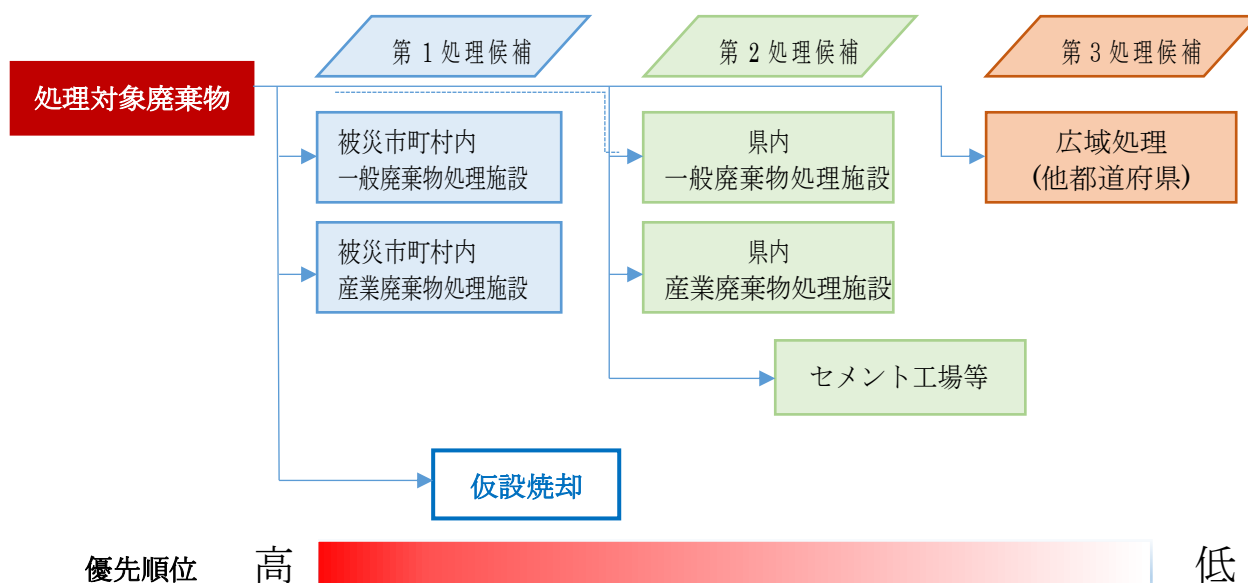 第1処理候補
第2処理候補
第3処理候補
処理対象廃棄物
被災市町村内
一般廃棄物処理施設
県内
一般廃棄物処理施設
広域処理
(他都道府県)
被災市町村内
産業廃棄物処理施設
県内
産業廃棄物処理施設
セメント工場等
仮設焼却
優先順位 高 低